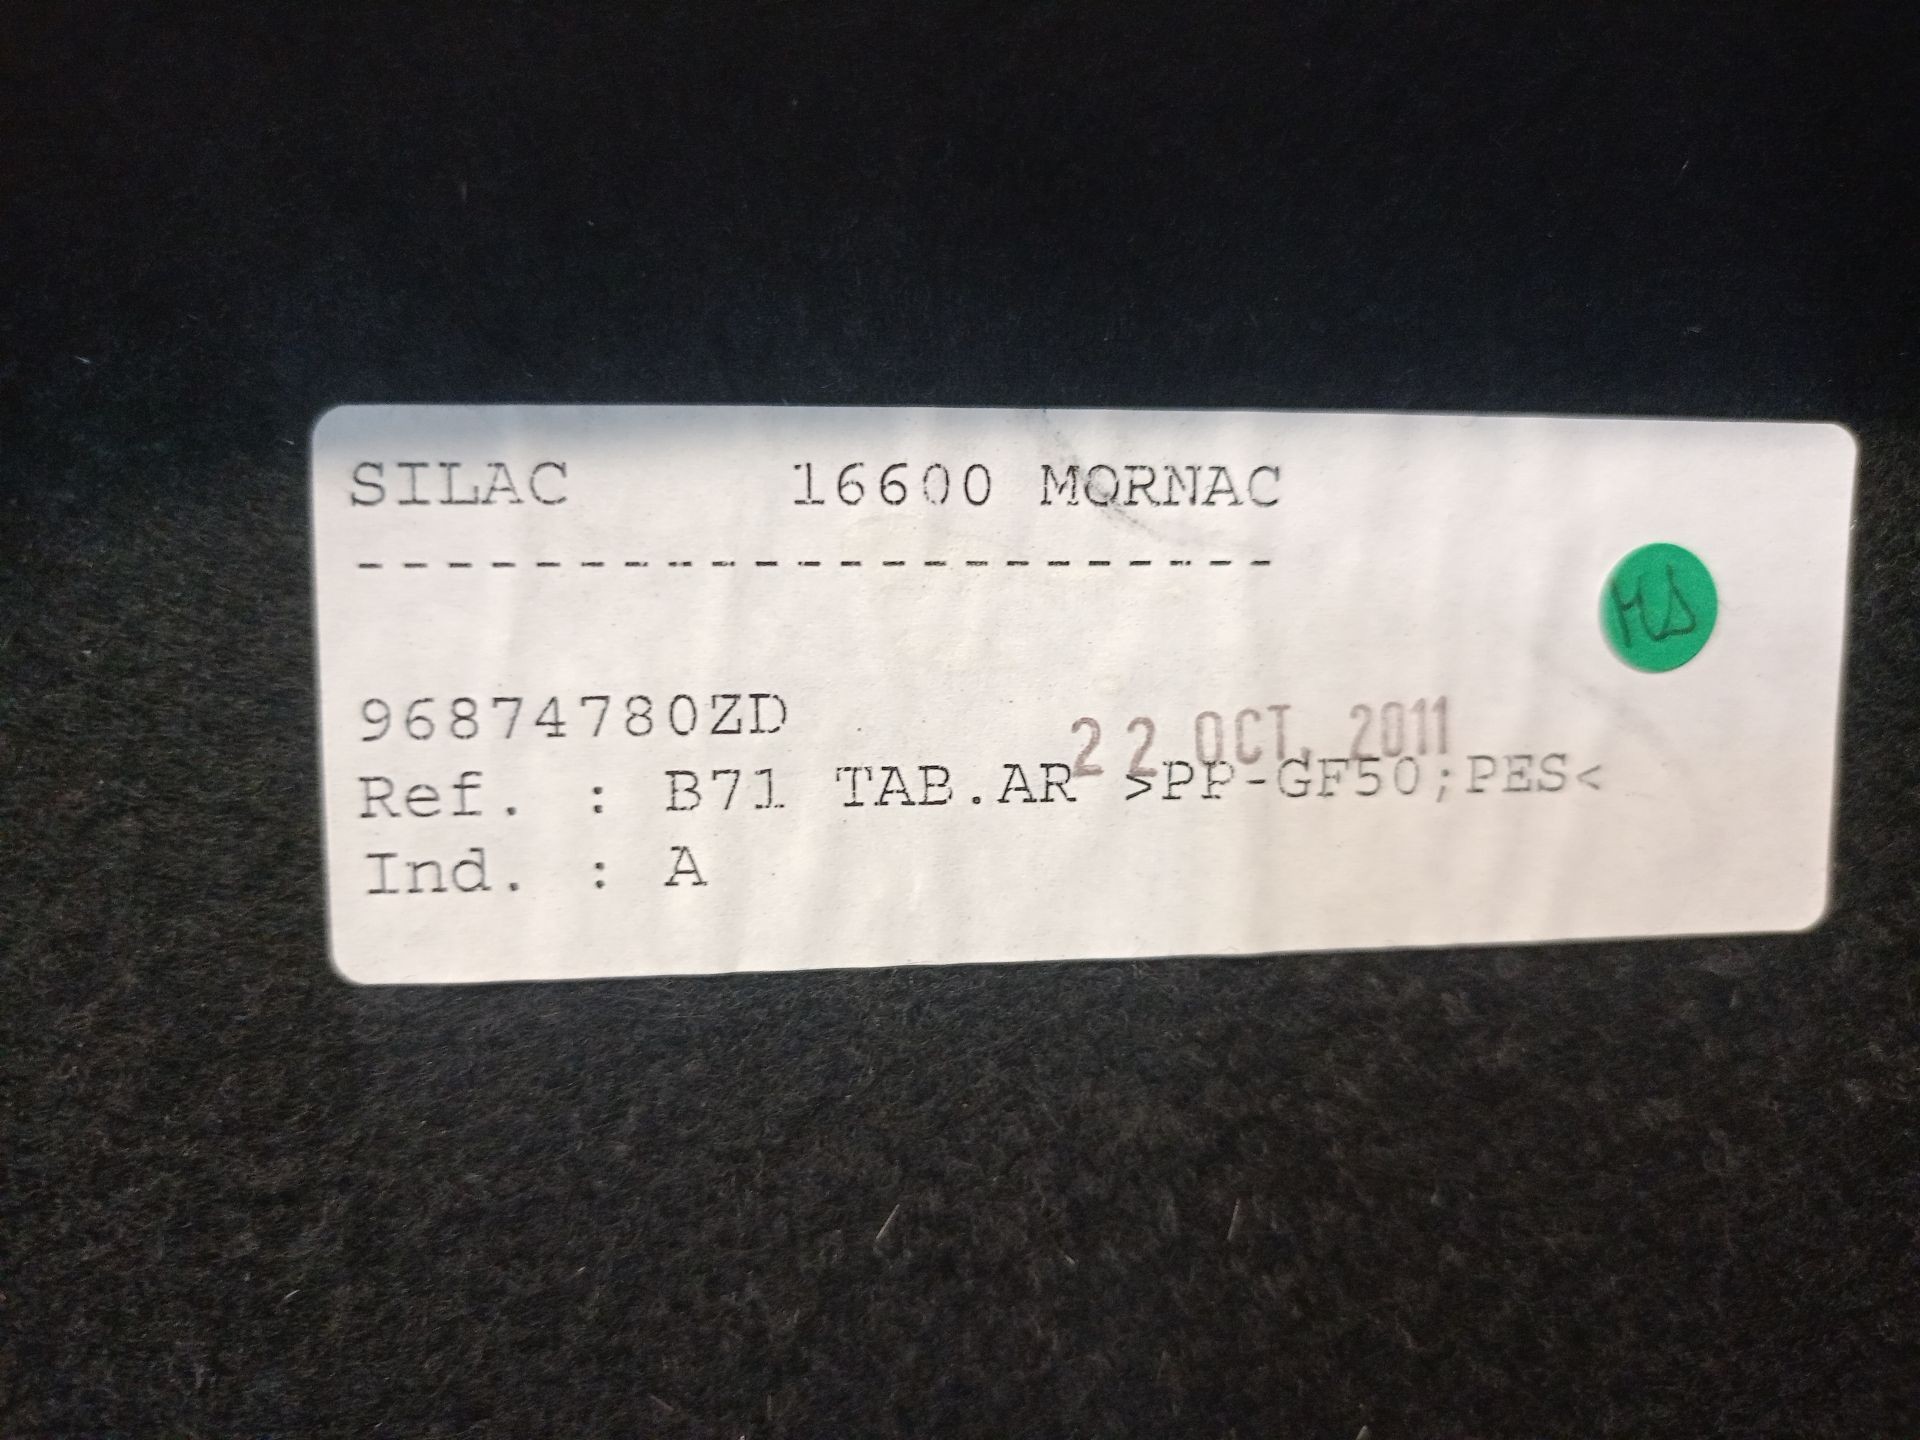 SILAC 16600 MORNAC
-----------------------
96874780ZD
22 OCT. 2011
Ref. : B71 TAB.AR >PP-GF50;PES<
Ind. : A